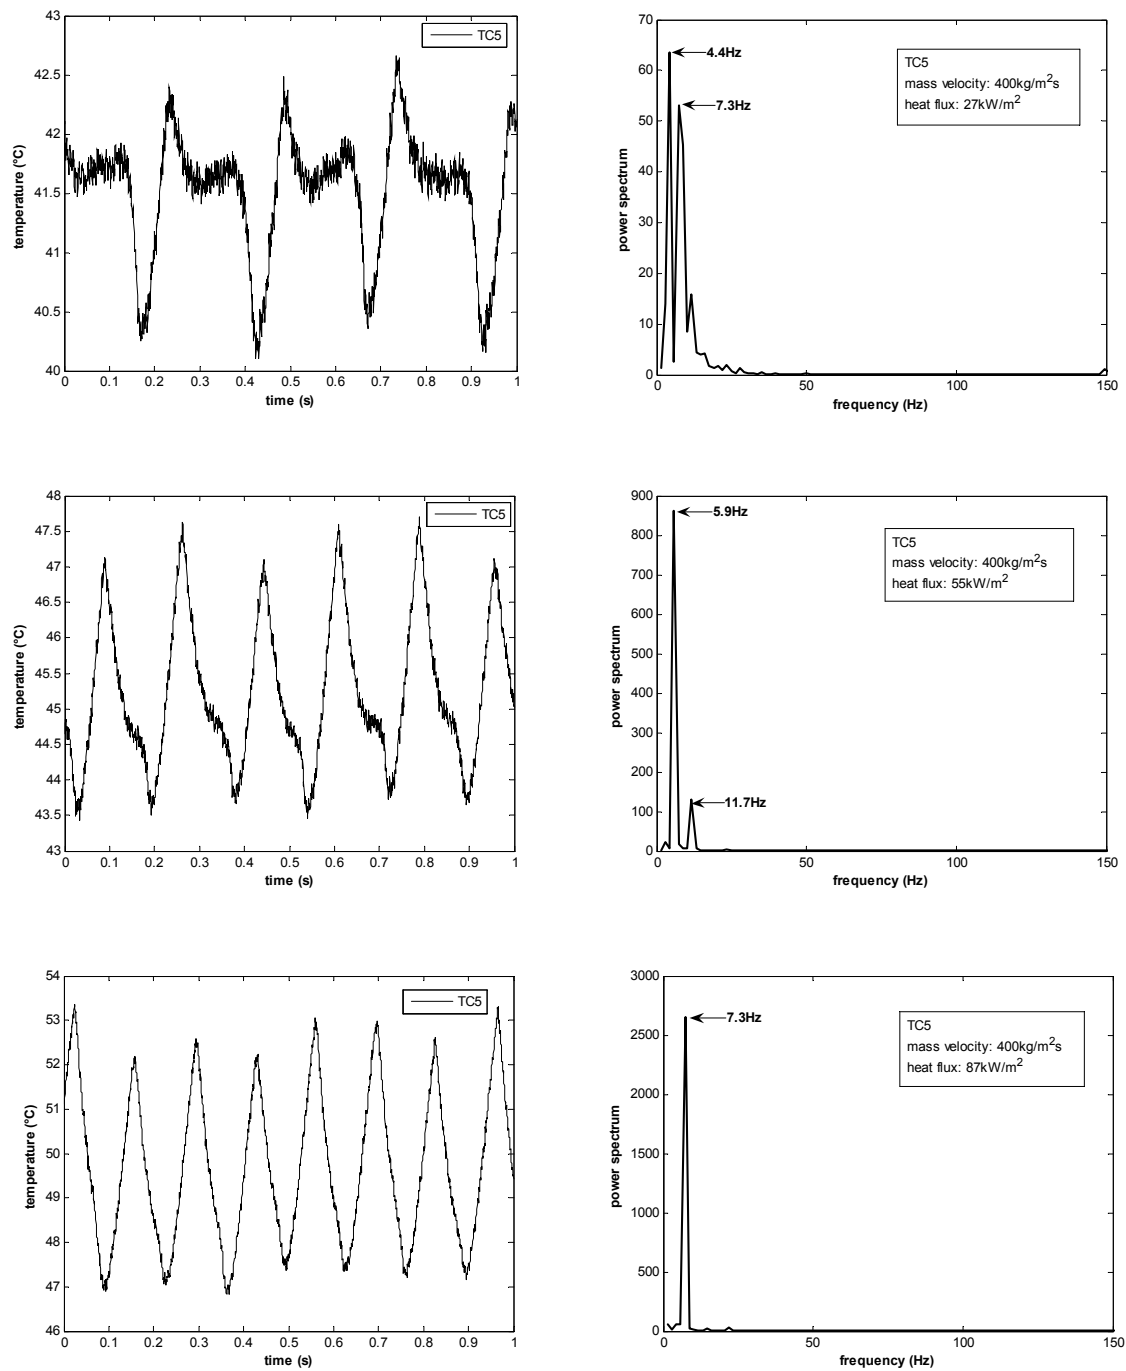 43
42.5
42
41.5
41
40.5
40
temperature (°C)
TC5
0 0.1 0.2 0.3 0.4 0.5 0.6 0.7 0.8 0.9 1
time (s)
70
60
50
40
30
20
10
0
power spectrum
4.4Hz
7.3Hz
TC5
mass velocity: 400kg/m²s
heat flux: 27kW/m²
0 50 100 150
frequency (Hz)
48
47.5
47
46.5
46
45.5
45
44.5
44
43.5
43
temperature (°C)
TC5
0 0.1 0.2 0.3 0.4 0.5 0.6 0.7 0.8 0.9 1
time (s)
900
800
700
600
500
400
300
200
100
0
power spectrum
5.9Hz
11.7Hz
TC5
mass velocity: 400kg/m²s
heat flux: 55kW/m²
0 50 100 150
frequency (Hz)
54
53
52
51
50
49
48
47
46
temperature (°C)
TC5
0 0.1 0.2 0.3 0.4 0.5 0.6 0.7 0.8 0.9 1
time (s)
3000
2500
2000
1500
1000
500
0
power spectrum
7.3Hz
TC5
mass velocity: 400kg/m²s
heat flux: 87kW/m²
0 50 100 150
frequency (Hz)